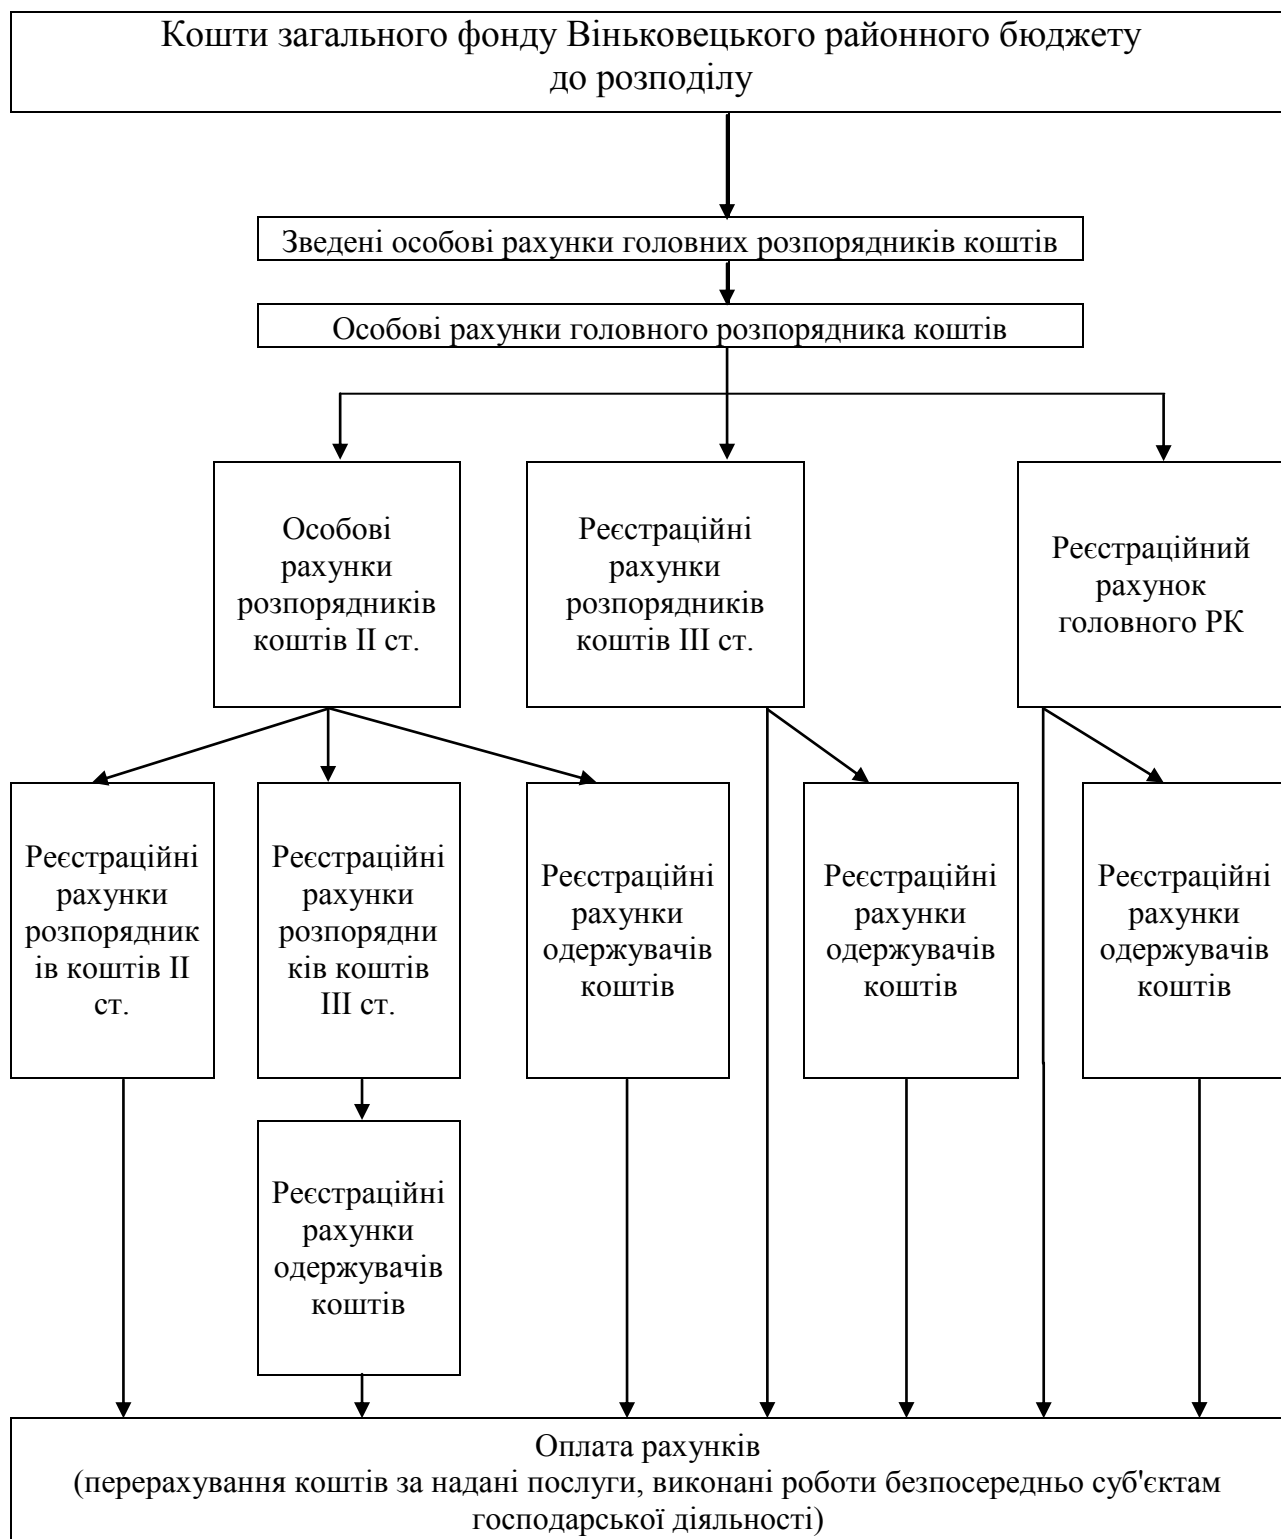 Кошти загального фонду Віньковецького районного бюджету
до розподілу
Зведені особові рахунки головних розпорядників коштів
Особові рахунки головного розпорядника коштів
Особові
рахунки
розпорядників
коштів ІІ ст.
Реєстраційні
рахунки
розпорядників
коштів ІІІ ст.
Реєстраційний
рахунок
головного РК
Реєстраційні
рахунки
розпорядник
ів коштів ІІ
ст.
Реєстраційні
рахунки
розпорядни
ків коштів
ІІІ ст.
Реєстраційні
рахунки
одержувачів
коштів
Реєстраційні
рахунки
одержувачів
коштів
Реєстраційні
рахунки
одержувачів
коштів
Реєстраційні
рахунки
одержувачів
коштів
Оплата рахунків
(перерахування коштів за надані послуги, виконані роботи безпосередньо суб'єктам
господарської діяльності)